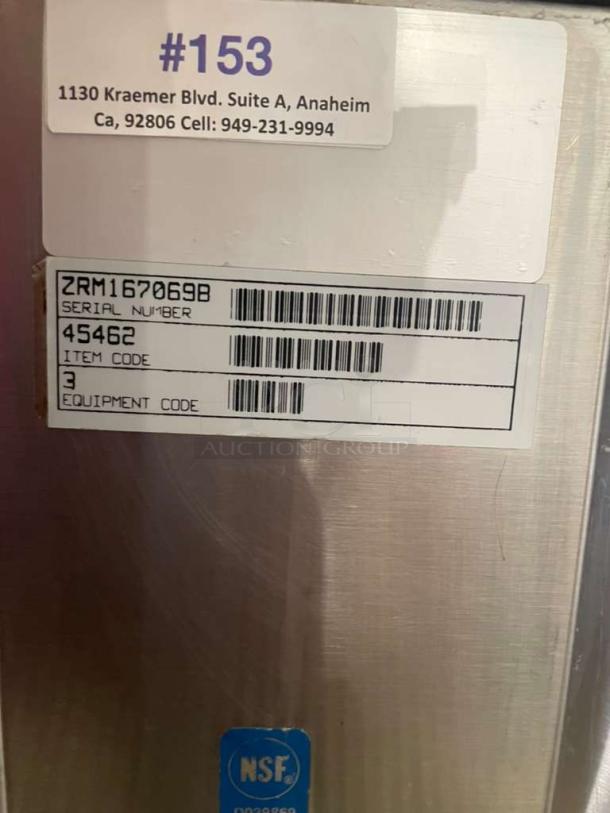 #153
1130 Kraemer Blvd. Suite A, Anaheim
Ca, 92806 Cell: 949-231-9994
ZRM167069B
SERIAL NUMBER
45462
ITEM CODE
3
EQUIPMENT CODE
AUCTION GROUP
NSF®